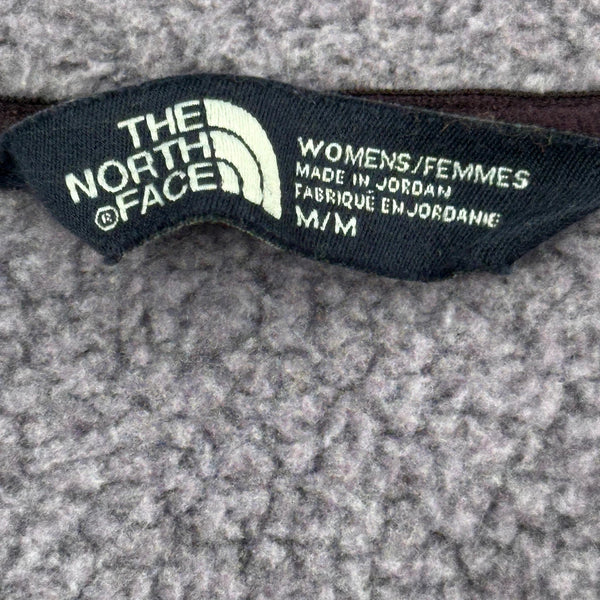 THE
NORTH
®FACE
WOMENS/FEMMES
MADE IN JORDAN
FABRIQUÉ EN JORDANIE
M/M